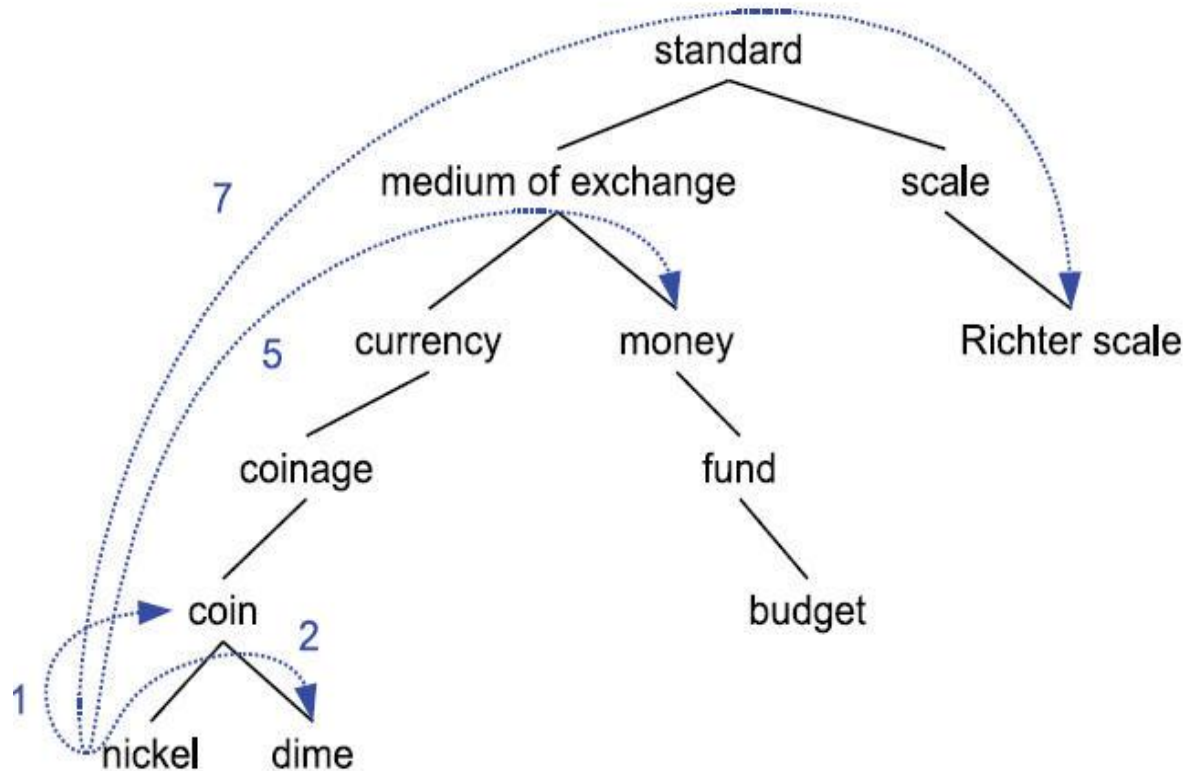 standard
7
medium of exchange scale
5
currency money Richter scale
coinage fund
coin budget
2
1
nickel dime